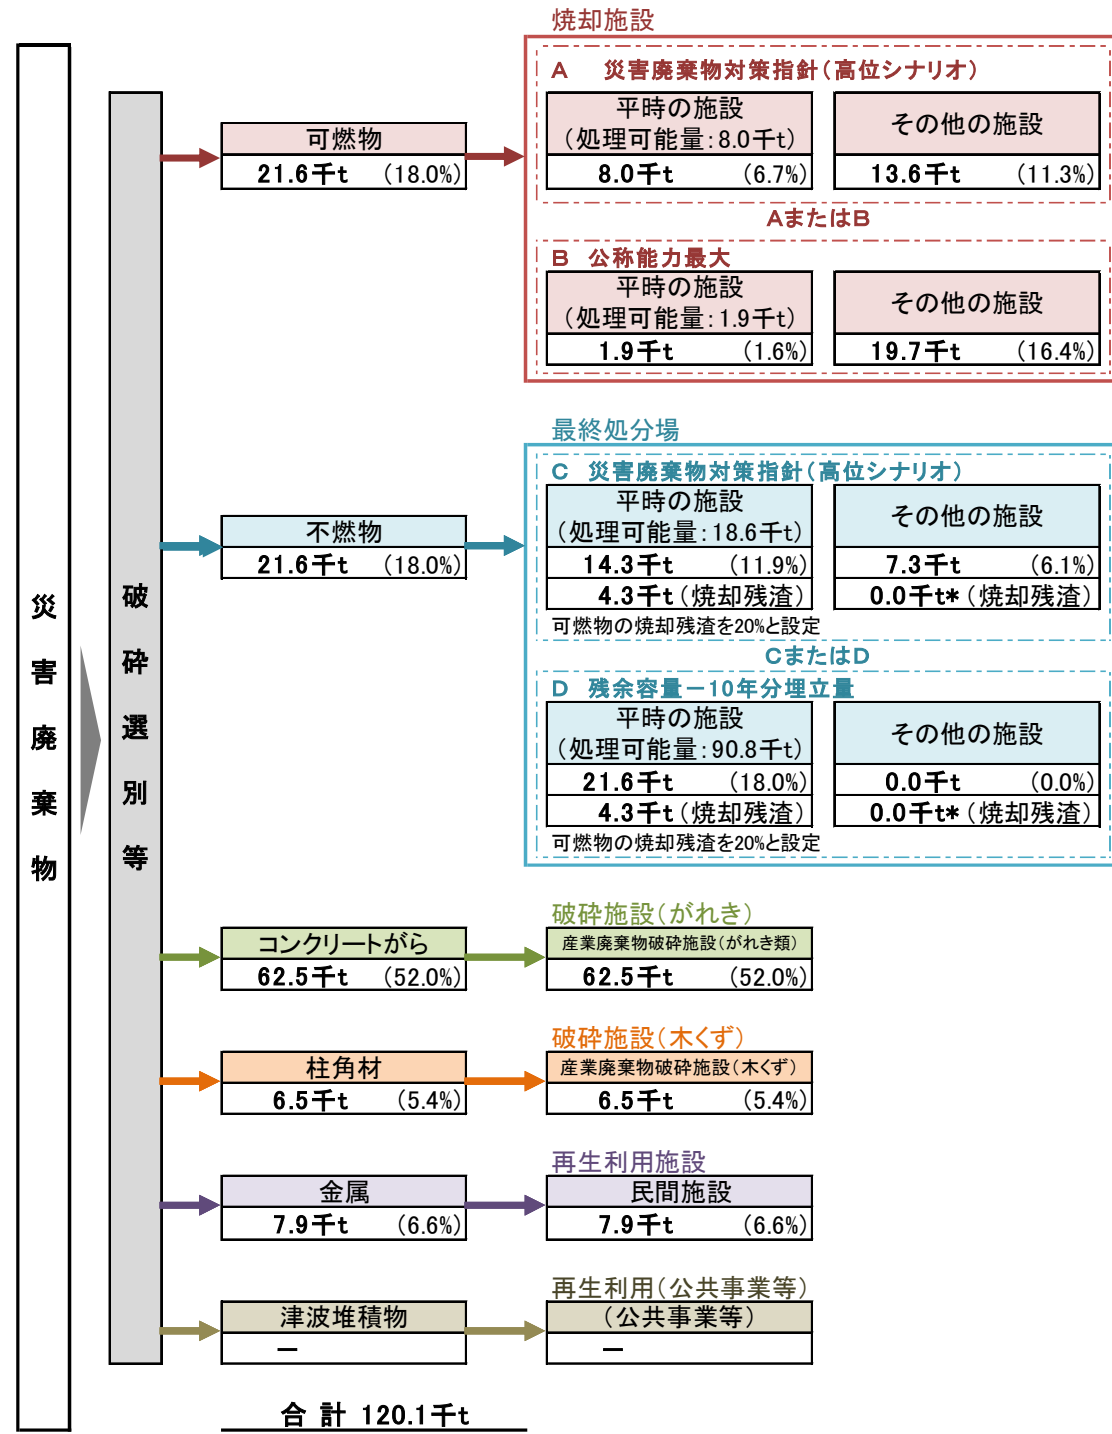 災害廃棄物
破砕選別等
焼却施設
A 災害廃棄物対策指針(高位シナリオ)
可燃物
21.6千t (18.0%)
平時の施設
(処理可能量:8.0千t)
8.0千t (6.7%)
その他の施設
13.6千t (11.3%)
AまたはB
B 公称能力最大
平時の施設
(処理可能量:1.9千t)
1.9千t (1.6%)
その他の施設
19.7千t (16.4%)
最終処分場
C 災害廃棄物対策指針(高位シナリオ)
不燃物
21.6千t (18.0%)
平時の施設
(処理可能量:18.6千t)
14.3千t (11.9%)
4.3千t(焼却残渣)
その他の施設
7.3千t (6.1%)
0.0千t*(焼却残渣)
可燃物の焼却残渣を20%と設定
CまたはD
D 残余容量-10年分埋立量
平時の施設
(処理可能量:90.8千t)
21.6千t (18.0%)
4.3千t(焼却残渣)
その他の施設
0.0千t (0.0%)
0.0千t*(焼却残渣)
可燃物の焼却残渣を20%と設定
破砕施設(がれき)
コンクリートがら
62.5千t (52.0%)
産業廃棄物破砕施設(がれき類)
62.5千t (52.0%)
破砕施設(木くず)
柱角材
6.5千t (5.4%)
産業廃棄物破砕施設(木くず)
6.5千t (5.4%)
再生利用施設
金属
7.9千t (6.6%)
民間施設
7.9千t (6.6%)
再生利用(公共事業等)
津波堆積物
—
(公共事業等)
—
合計 120.1千t